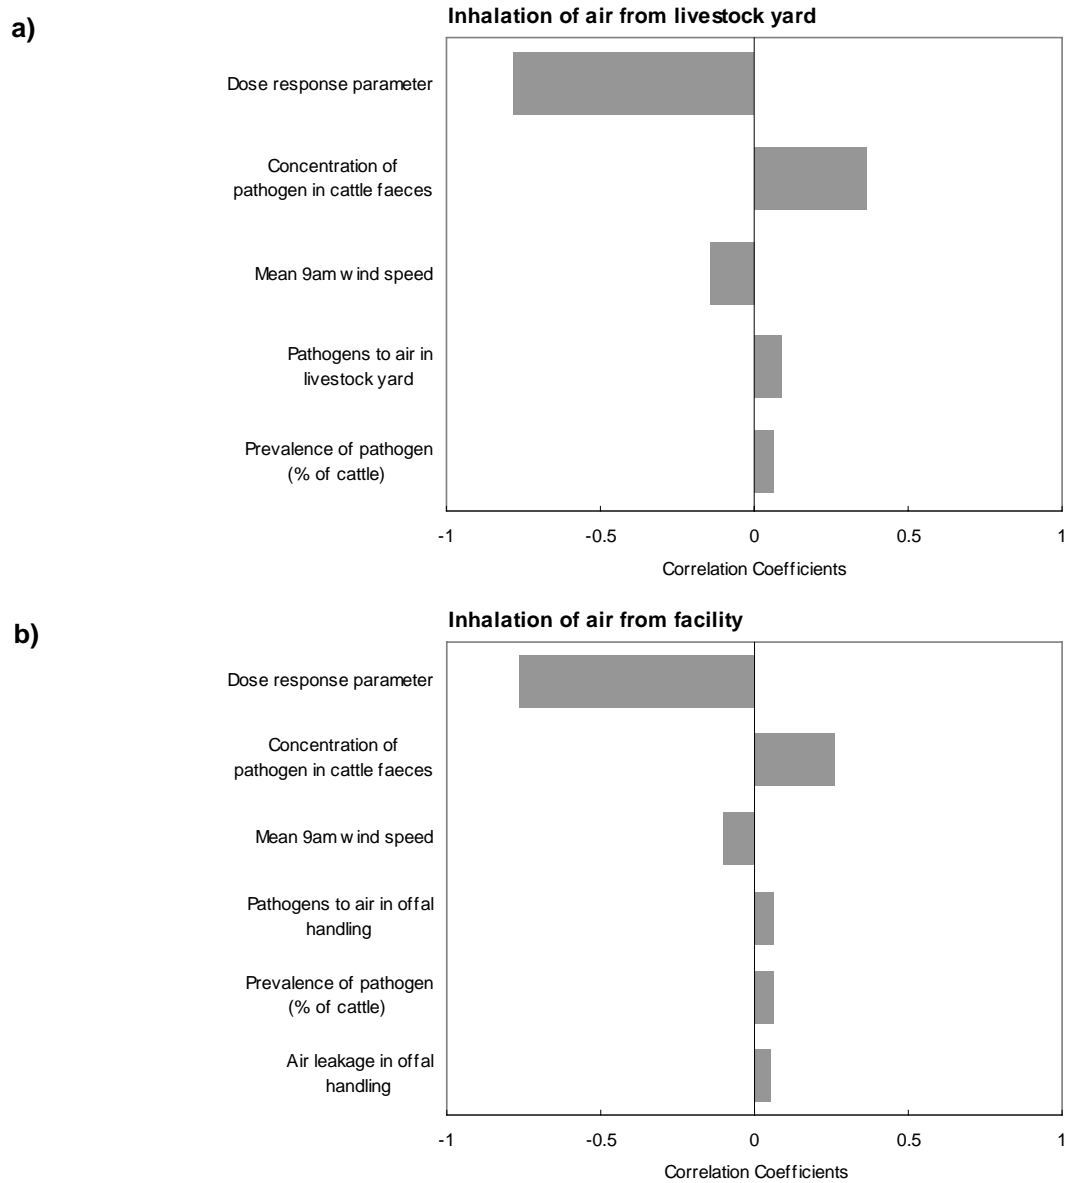 a)
Inhalation of air from livestock yard
Dose response parameter
Concentration of
pathogen in cattle faeces
Mean 9am wind speed
Pathogens to air in
livestock yard
Prevalence of pathogen
(% of cattle)
-1 -0.5 0 0.5 1
Correlation Coefficients
b)
Inhalation of air from facility
Dose response parameter
Concentration of
pathogen in cattle faeces
Mean 9am wind speed
Pathogens to air in offal
handling
Prevalence of pathogen
(% of cattle)
Air leakage in offal
handling
-1 -0.5 0 0.5 1
Correlation Coefficients